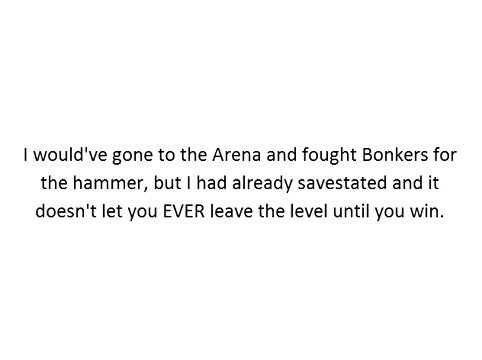 I would've gone to the Arena and fought Bonkers for
the hammer, but I had already savestated and it
doesn't let you EVER leave the level until you win.